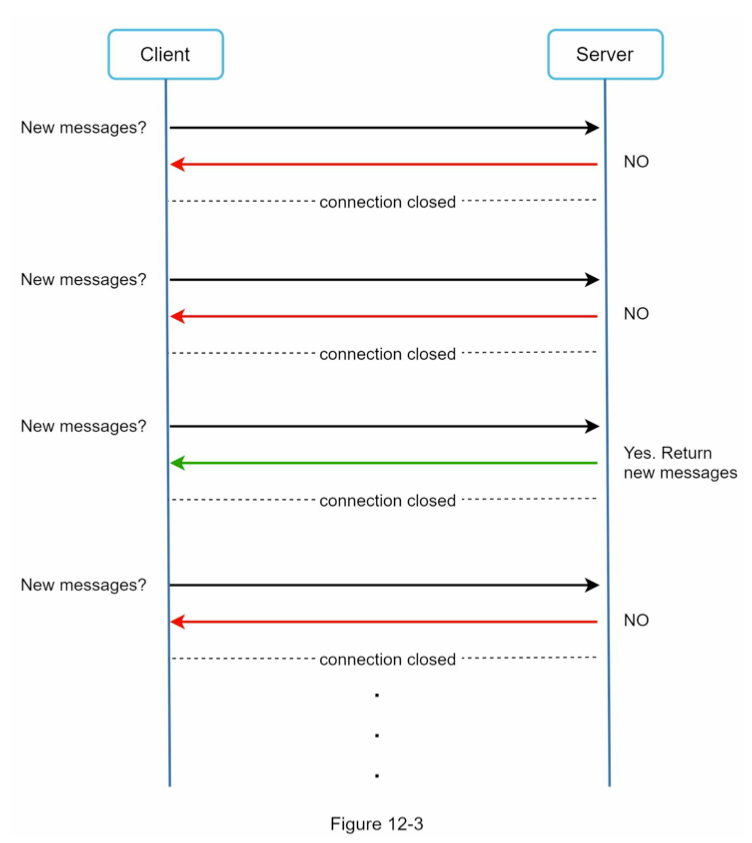 Client
Server
New messages?
NO
connection closed
New messages?
NO
connection closed
New messages?
Yes. Return
new messages
connection closed
New messages?
NO
connection closed
Figure 12-3